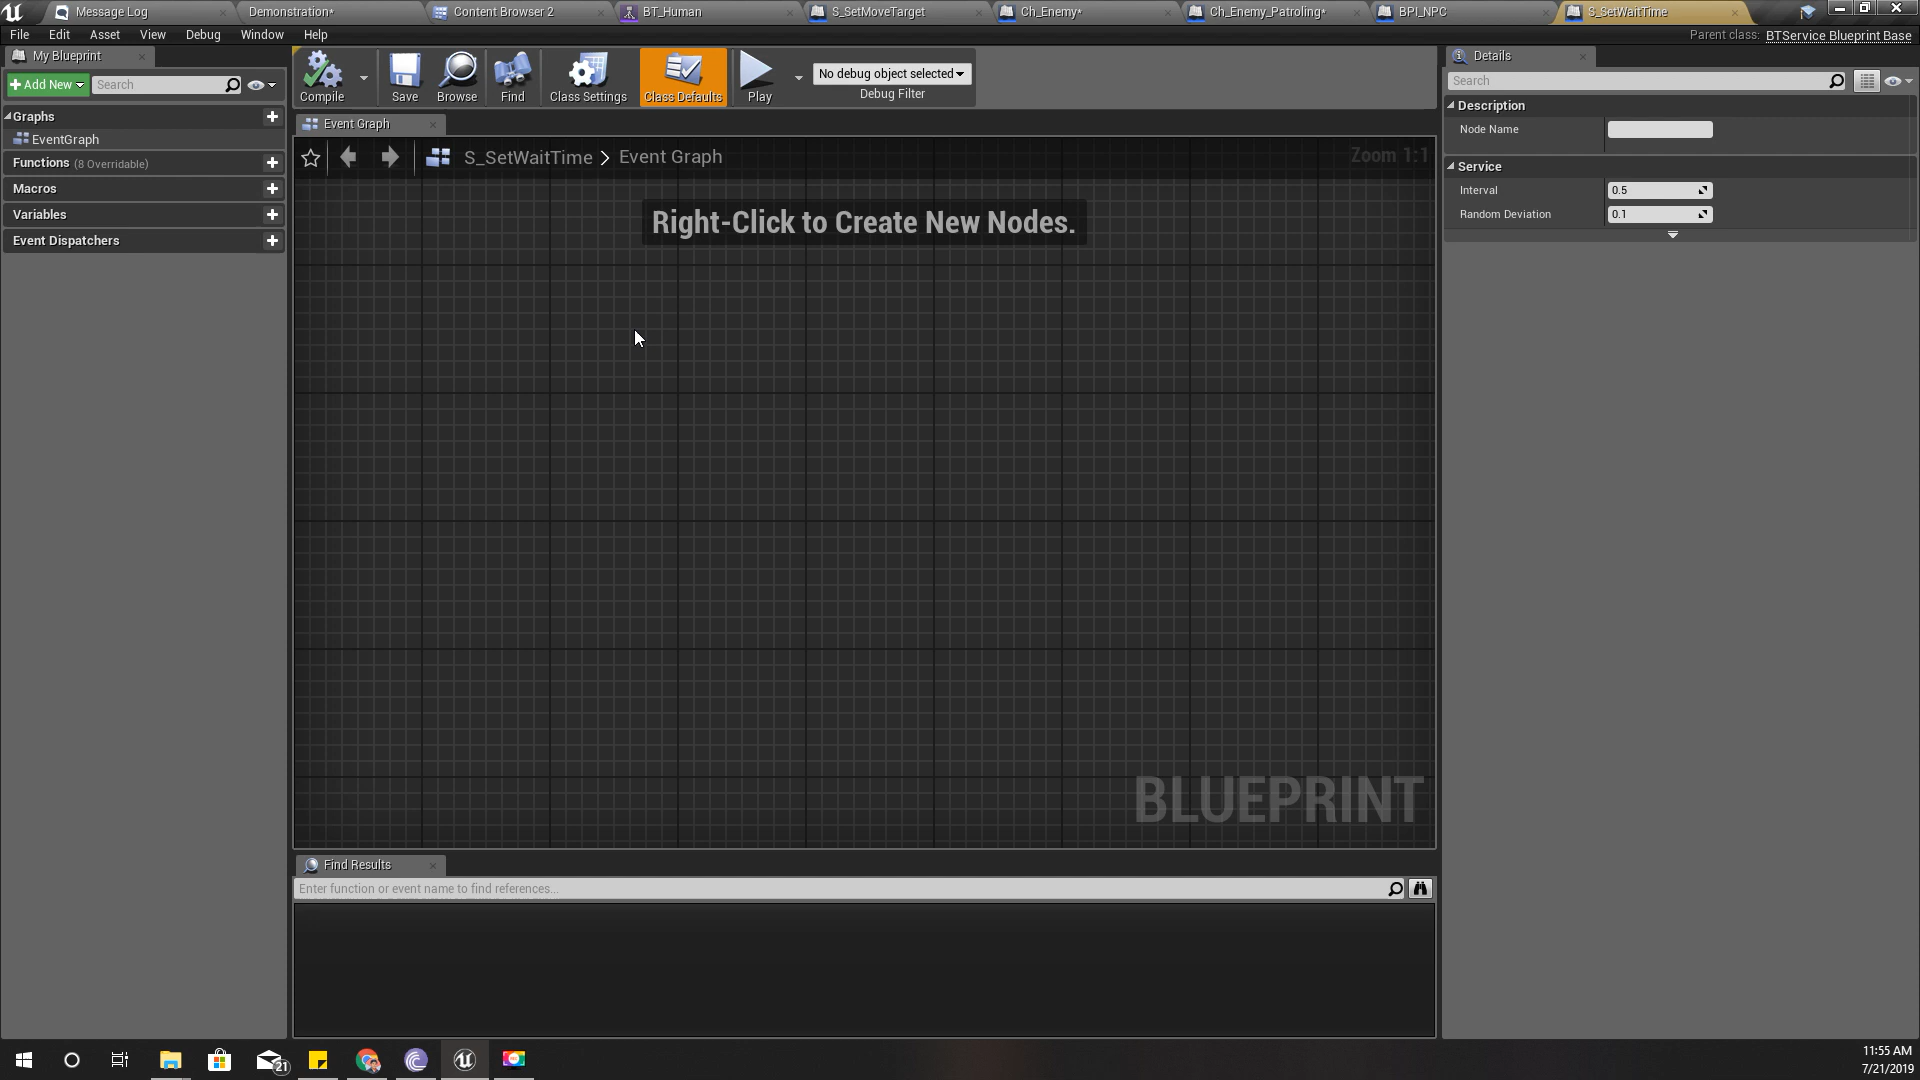 Message Log
Demonstration*
Content Browser 2
BT_Human
S_SetMoveTarget
Ch_Enemy*
Ch_Enemy_Patroling*
BPI_NPC
S_SetWaitTime
File
Edit
Asset
View
Debug
Window
Help
Parent class: BTService Blueprint Base
My Blueprint
Add New
Search
Graphs
EventGraph
Functions (8 Overridable)
Macros
Variables
Event Dispatchers
Compile
Save
Browse
Find
Class Settings
Class Defaults
Play
No debug object selected
Debug Filter
Event Graph
S_SetWaitTime > Event Graph
Zoom 1:1
Right-Click to Create New Nodes.
BLUEPRINT
Find Results
Enter function or event name to find references...
Details
Search
Description
Node Name
Service
Interval 0.5
Random Deviation 0.1
21
11:55 AM
7/21/2019